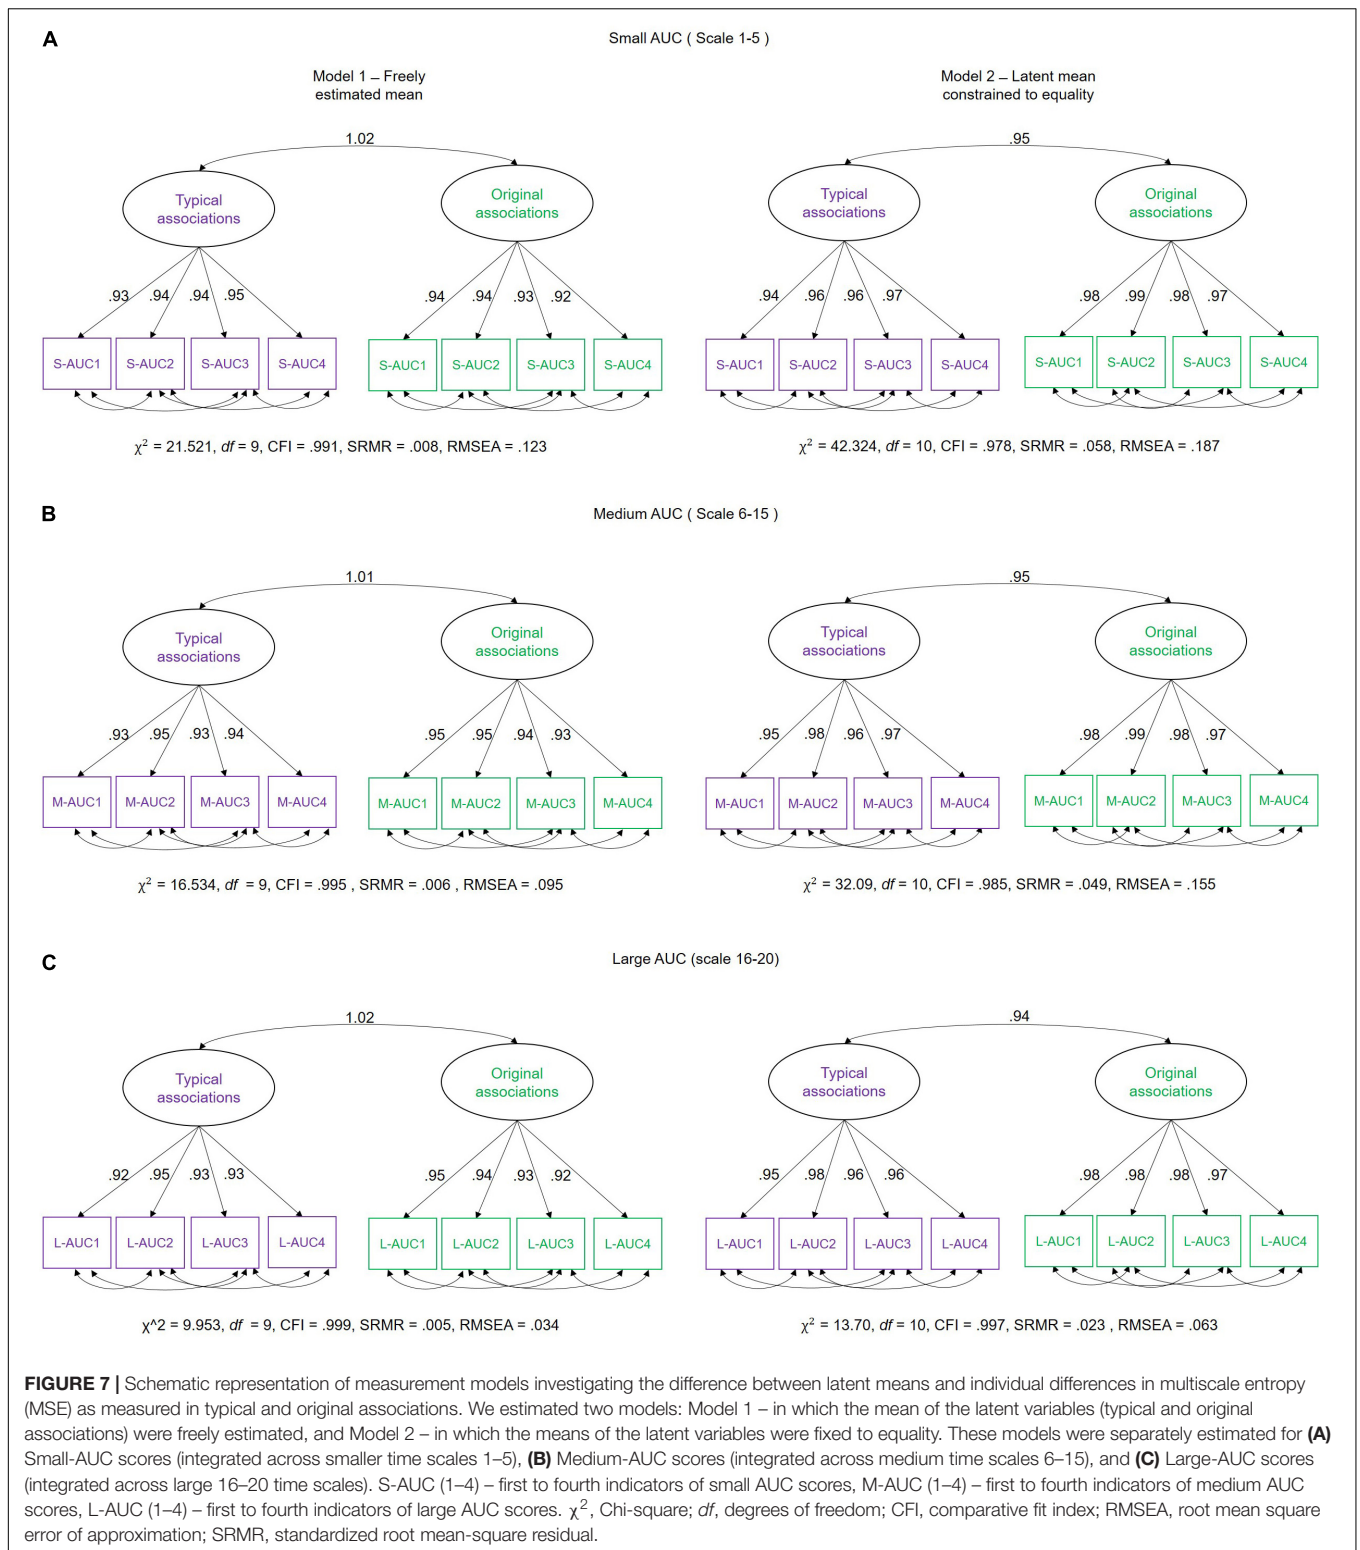 A
Small AUC ( Scale 1-5 )
Model 1 – Freely
estimated mean
Model 2 – Latent mean
constrained to equality
1.02
.95
Typical
associations
Original
associations
Typical
associations
Original
associations
.93 .94 .94 .95 .94 .94 .93 .92 .94 .96 .96 .97 .98 .99 .98 .97
S-AUC1 S-AUC2 S-AUC3 S-AUC4 S-AUC1 S-AUC2 S-AUC3 S-AUC4 S-AUC1 S-AUC2 S-AUC3 S-AUC4 S-AUC1 S-AUC2 S-AUC3 S-AUC4
χ² = 21.521, df = 9, CFI = .991, SRMR = .008, RMSEA = .123
χ² = 42.324, df = 10, CFI = .978, SRMR = .058, RMSEA = .187
B
Medium AUC ( Scale 6-15 )
1.01
.95
Typical
associations
Original
associations
Typical
associations
Original
associations
.93 .95 .93 .94 .95 .95 .94 .93 .95 .98 .96 .97 .98 .99 .98 .97
M-AUC1 M-AUC2 M-AUC3 M-AUC4 M-AUC1 M-AUC2 M-AUC3 M-AUC4 M-AUC1 M-AUC2 M-AUC3 M-AUC4 M-AUC1 M-AUC2 M-AUC3 M-AUC4
χ² = 16.534, df = 9, CFI = .995 , SRMR = .006 , RMSEA = .095
χ² = 32.09, df = 10, CFI = .985, SRMR = .049, RMSEA = .155
C
Large AUC (scale 16-20)
1.02
.94
Typical
associations
Original
associations
Typical
associations
Original
associations
.92 .95 .93 .93 .95 .94 .93 .92 .95 .98 .96 .96 .98 .98 .98 .97
L-AUC1 L-AUC2 L-AUC3 L-AUC4 L-AUC1 L-AUC2 L-AUC3 L-AUC4 L-AUC1 L-AUC2 L-AUC3 L-AUC4 L-AUC1 L-AUC2 L-AUC3 L-AUC4
χ^2 = 9.953, df = 9, CFI = .999, SRMR = .005, RMSEA = .034
χ² = 13.70, df = 10, CFI = .997, SRMR = .023 , RMSEA = .063
FIGURE 7 | Schematic representation of measurement models investigating the difference between latent means and individual differences in multiscale entropy
(MSE) as measured in typical and original associations. We estimated two models: Model 1 – in which the mean of the latent variables (typical and original
associations) were freely estimated, and Model 2 – in which the means of the latent variables were fixed to equality. These models were separately estimated for (A)
Small-AUC scores (integrated across smaller time scales 1–5), (B) Medium-AUC scores (integrated across medium time scales 6–15), and (C) Large-AUC scores
(integrated across large 16–20 time scales). S-AUC (1–4) – first to fourth indicators of small AUC scores, M-AUC (1–4) – first to fourth indicators of medium AUC
scores, L-AUC (1–4) – first to fourth indicators of large AUC scores. χ², Chi-square; df, degrees of freedom; CFI, comparative fit index; RMSEA, root mean square
error of approximation; SRMR, standardized root mean-square residual.